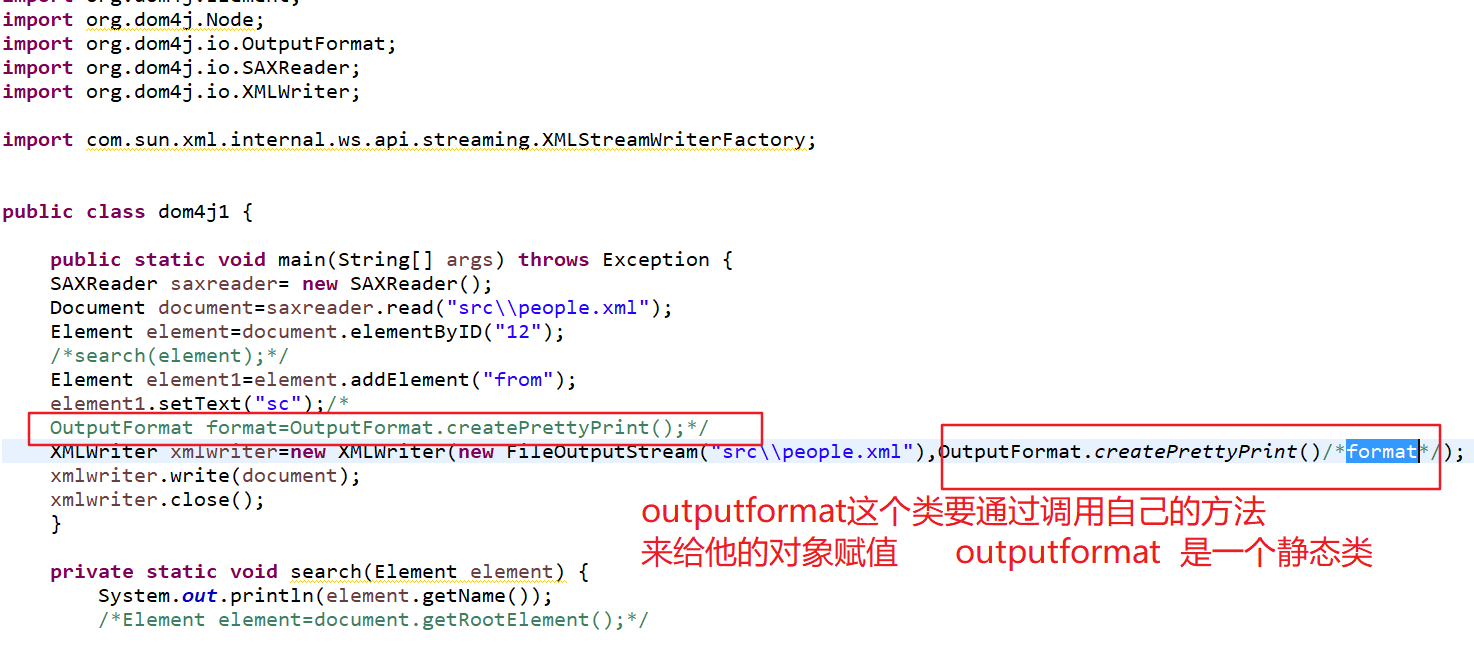 import org.dom4j.Element;
import org.dom4j.Node;
import org.dom4j.io.OutputFormat;
import org.dom4j.io.SAXReader;
import org.dom4j.io.XMLWriter;
import com.sun.xml.internal.ws.api.streaming.XMLStreamWriterFactory;
public class dom4j1 {
public static void main(String[] args) throws Exception {
SAXReader saxreader= new SAXReader();
Document document=saxreader.read("src\\people.xml");
Element element=document.elementByID("12");
/*search(element);*/
Element element1=element.addElement("from");
element1.setText("sc");/*
OutputFormat format=OutputFormat.createPrettyPrint();*/
XMLWriter xmlwriter=new XMLWriter(new FileOutputStream("src\\people.xml"),OutputFormat.createPrettyPrint()/*format*/);
xmlwriter.write(document);
xmlwriter.close();
}
outputformat这个类要通过调用自己的方法
来给他的对象赋值 outputformat 是一个静态类
private static void search(Element element) {
System.out.println(element.getName());
/*Element element=document.getRootElement();*/